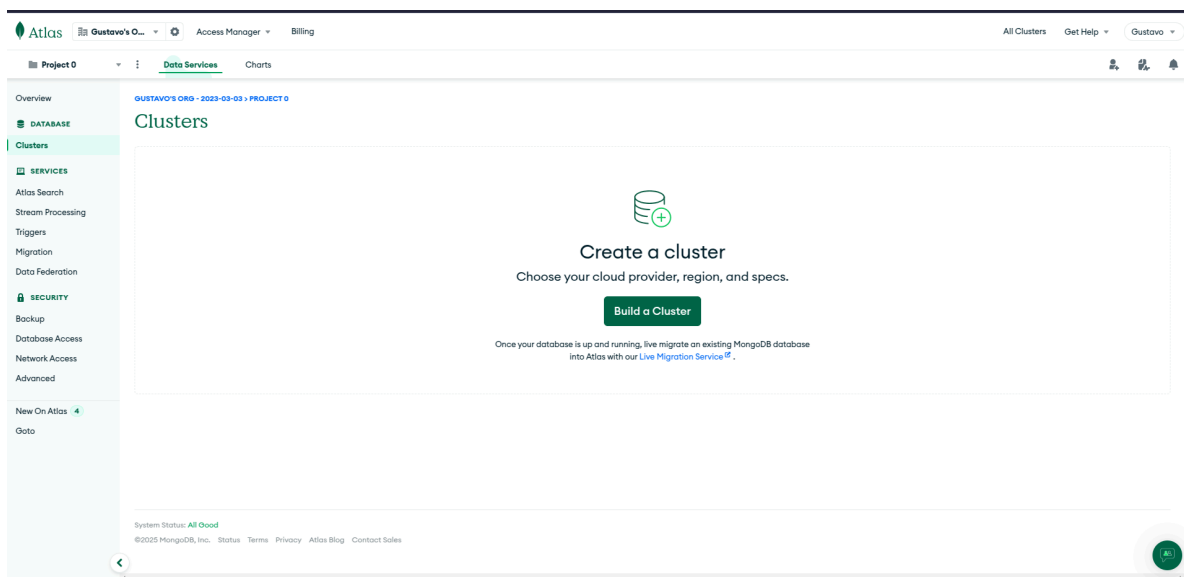 Atlas
Gustavo's O...
Access Manager
Billing
All Clusters
Get Help
Gustavo
Project 0
Data Services
Charts
Overview
DATABASE
Clusters
SERVICES
Atlas Search
Stream Processing
Triggers
Migration
Data Federation
SECURITY
Backup
Database Access
Network Access
Advanced
New On Atlas 4
Goto
GUSTAVO'S ORG - 2023-03-03 > PROJECT 0
Clusters
Create a cluster
Choose your cloud provider, region, and specs.
Build a Cluster
Once your database is up and running, live migrate an existing MongoDB database
into Atlas with our Live Migration Service .
System Status: All Good
©2025 MongoDB, Inc. Status Terms Privacy Atlas Blog Contact Sales